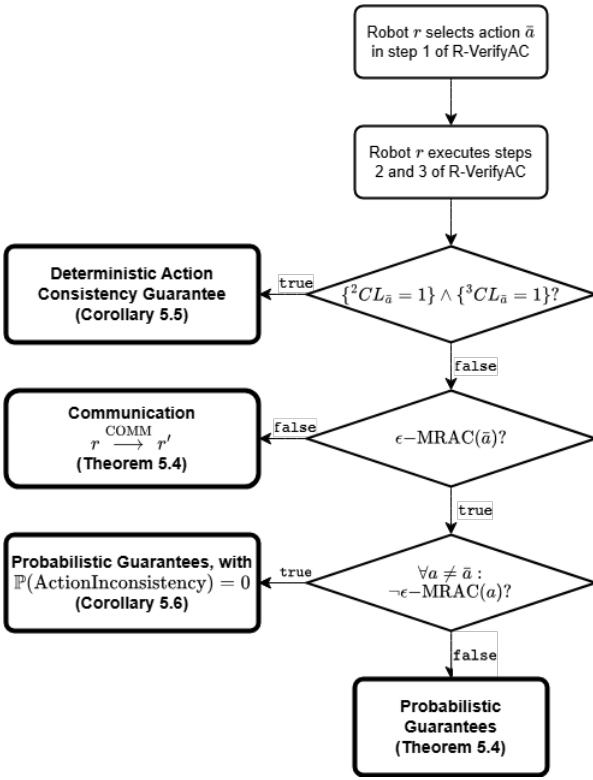 Robot r selects action ā
in step 1 of R-VerifyAC
Robot r executes steps
2 and 3 of R-VerifyAC
{²CL_ā = 1} ∧ {³CL_ā = 1}?
true
Deterministic Action
Consistency Guarantee
(Corollary 5.5)
false
ϵ−MRAC(ā)?
false
Communication
COMM
r ⟶ r′
(Theorem 5.4)
true
∀a ≠ ā :
¬ϵ−MRAC(a)?
true
Probabilistic Guarantees, with
ℙ(ActionInconsistency) = 0
(Corollary 5.6)
false
Probabilistic
Guarantees
(Theorem 5.4)